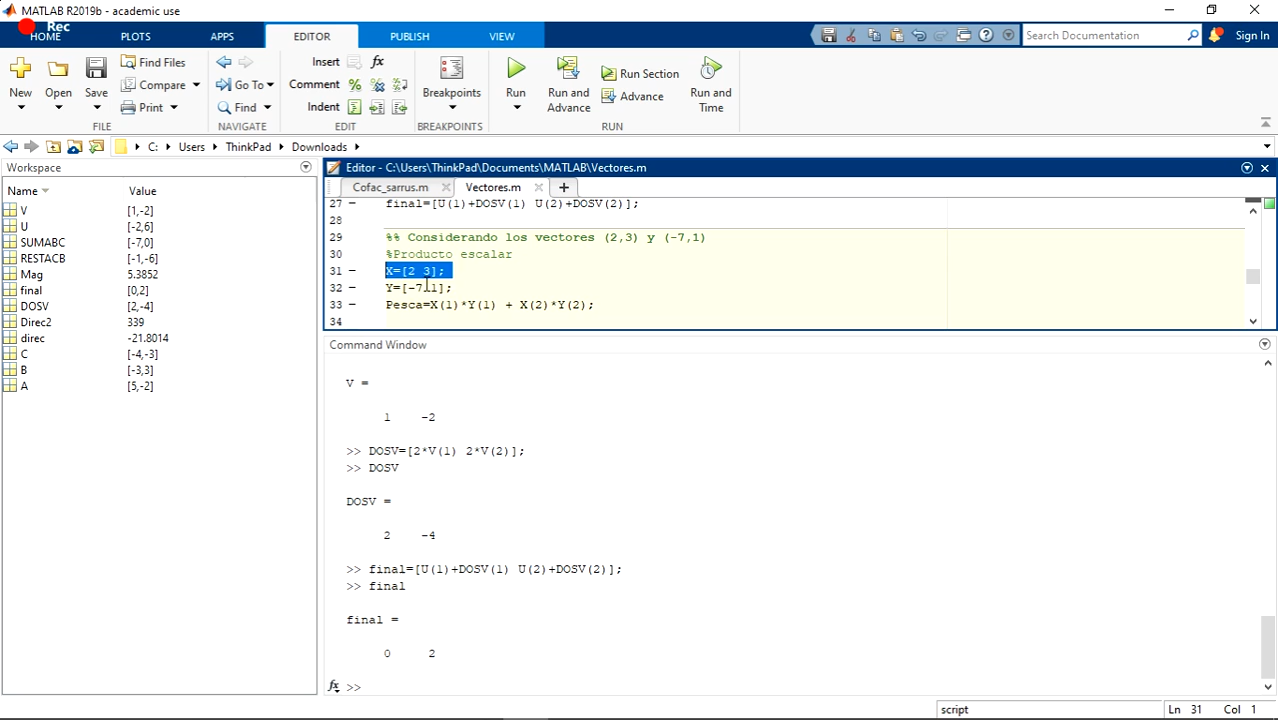 MATLAB R2019b - academic use
Rec
HOME PLOTS APPS EDITOR PUBLISH VIEW Search Documentation Sign In
New Open Save Find Files Compare Print Go To Find Insert fx Comment Indent Breakpoints Run Run and Advance Run Section Advance Run and Time
FILE NAVIGATE EDIT BREAKPOINTS RUN
C: Users ThinkPad Downloads
Workspace
Name Value
V [1,-2]
U [-2,6]
SUMABC [-7,0]
RESTACB [-1,-6]
Mag 5.3852
final [0,2]
DOSV [2,-4]
Direc2 339
direc -21.8014
C [-4,-3]
B [-3,3]
A [5,-2]
Editor - C:\Users\ThinkPad\Documents\MATLAB\Vectores.m
Cofac_sarrus.m Vectores.m
27 - final=[U(1)+DOSV(1) U(2)+DOSV(2)];
28
29 %% Considerando los vectores (2,3) y (-7,1)
30 %Producto escalar
31 - X=[2 3];
32 - Y=[-7 1];
33 - Pesca=X(1)*Y(1) + X(2)*Y(2);
34
Command Window
V =
1 -2
>> DOSV=[2*V(1) 2*V(2)];
>> DOSV
DOSV =
2 -4
>> final=[U(1)+DOSV(1) U(2)+DOSV(2)];
>> final
final =
0 2
fx >>
script Ln 31 Col 1